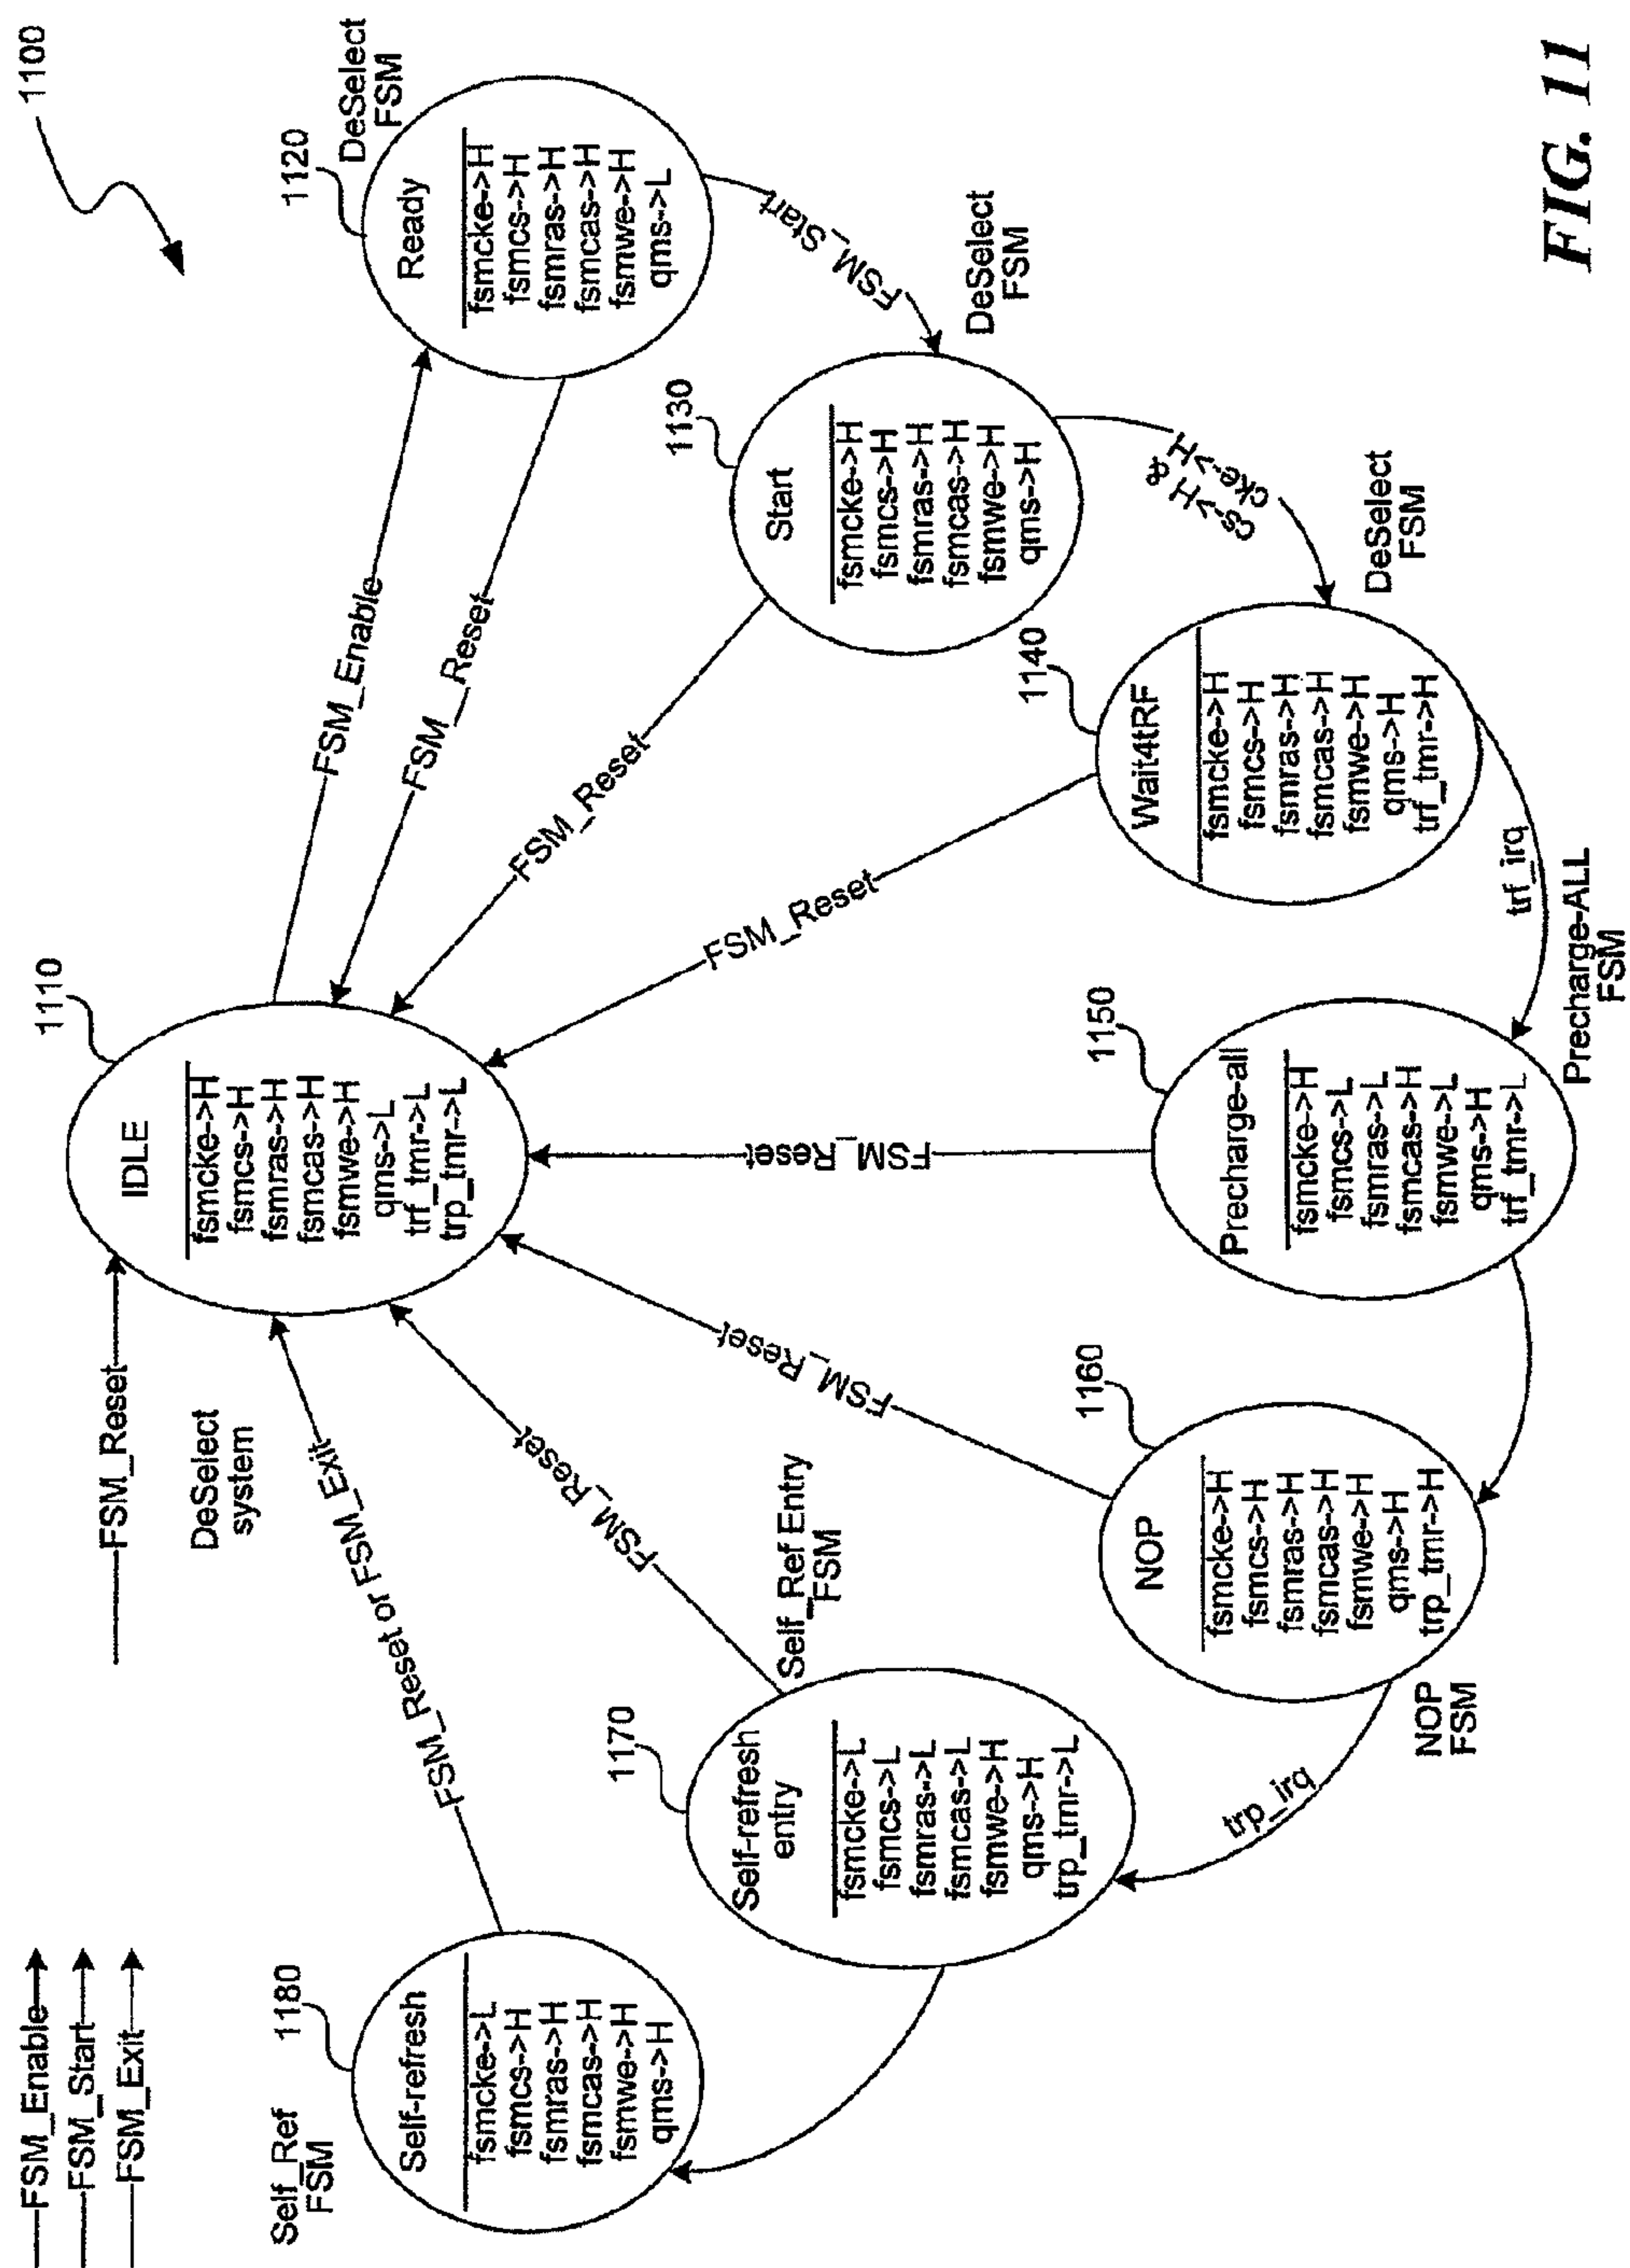 FSM_Enable
FSM_Start
FSM_Exit
1100
FSM_Reset
DeSelect
system
1110
IDLE
fsmcke->H
fsmcs->H
fsmras->H
fsmcas->H
fsmwe->H
qms->L
trf_tmr->L
trp_tmr->L
FSM_Enable
FSM_Reset
1120
DeSelect
FSM
Ready
fsmcke->H
fsmcs->H
fsmras->H
fsmcas->H
fsmwe->H
qms->L
FSM_Start
1130
DeSelect
FSM
Start
fsmcke->H
fsmcs->H
fsmras->H
fsmcas->H
fsmwe->H
qms->H
FSM_Reset
Cs->H &
cke->H
1140
DeSelect
FSM
Wait4tRF
fsmcke->H
fsmcs->H
fsmras->H
fsmcas->H
fsmwe->H
qms->H
trf_tmr->H
FSM_Reset
trf_irq
1150
Precharge-ALL
FSM
Precharge-all
fsmcke->H
fsmcs->L
fsmras->L
fsmcas->H
fsmwe->L
qms->H
trf_tmr->L
FSM_Reset
1160
NOP
fsmcke->H
fsmcs->H
fsmras->H
fsmcas->H
fsmwe->H
qms->H
trp_tmr->H
NOP
FSM
FSM_Reset
trp_irq
1170
Self_Ref Entry
FSM
Self-refresh
entry
fsmcke->L
fsmcs->L
fsmras->L
fsmcas->L
fsmwe->H
qms->H
trp_tmr->L
FSM_Reset
1180
Self_Ref
FSM
Self-refresh
fsmcke->L
fsmcs->H
fsmras->H
fsmcas->H
fsmwe->H
qms->H
FSM_Reset or FSM_Exit
FIG. 11